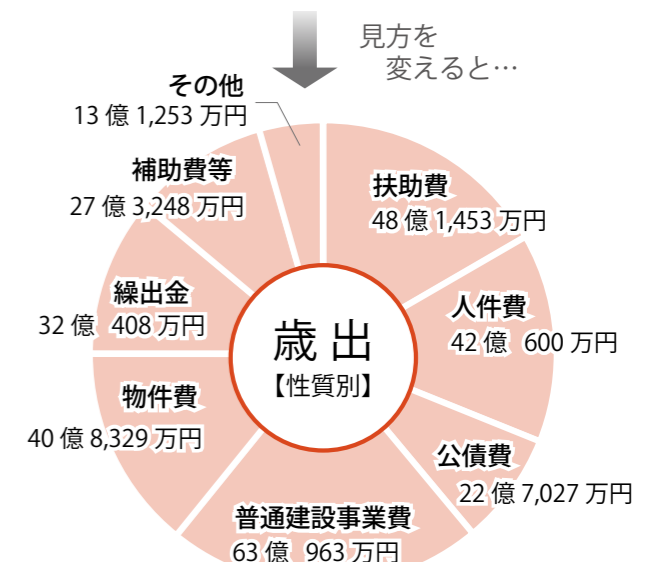 見方を
変えると…
その他
13 億 1,253 万円
補助費等
27 億 3,248 万円
繰出金
32 億 408 万円
物件費
40 億 8,329 万円
扶助費
48 億 1,453 万円
人件費
42 億 600 万円
公債費
22 億 7,027 万円
普通建設事業費
63 億 963 万円
歳 出
【性質別】